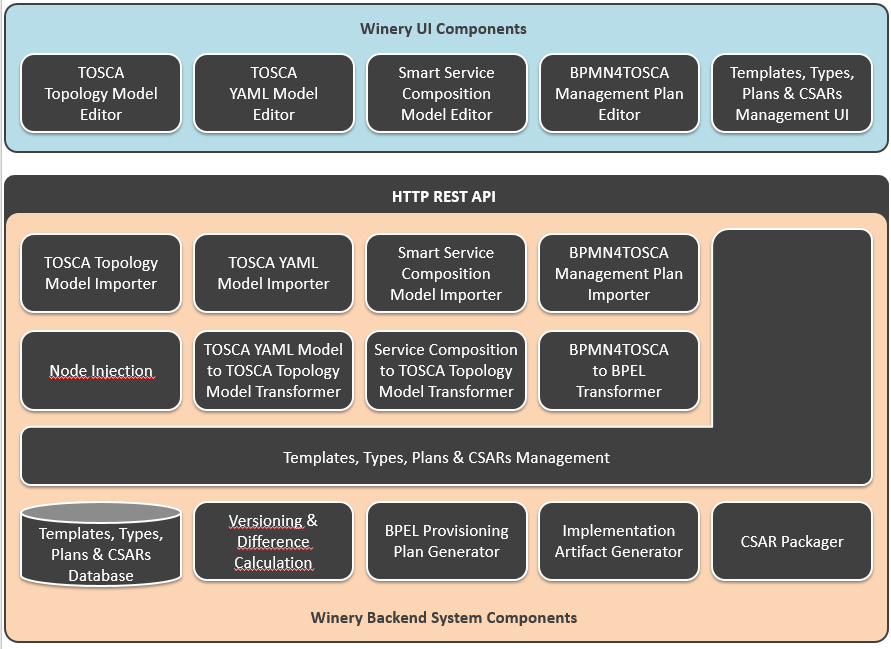 Winery UI Components
TOSCA
Topology Model
Editor
TOSCA
YAML Model
Editor
Smart Service
Composition
Model Editor
BPMN4TOSCA
Management Plan
Editor
Templates, Types,
Plans & CSARs
Management UI
HTTP REST API
TOSCA Topology
Model Importer
TOSCA YAML
Model Importer
Smart Service
Composition
Model Importer
BPMN4TOSCA
Management Plan
Importer
Node Injection
TOSCA YAML Model
to TOSCA Topology
Model Transformer
Service Composition
to TOSCA Topology
Model Transformer
BPMN4TOSCA
to BPEL
Transformer
Templates, Types, Plans & CSARs Management
Templates, Types,
Plans & CSARs
Database
Versioning &
Difference
Calculation
BPEL Provisioning
Plan Generator
Implementation
Artifact Generator
CSAR Packager
Winery Backend System Components